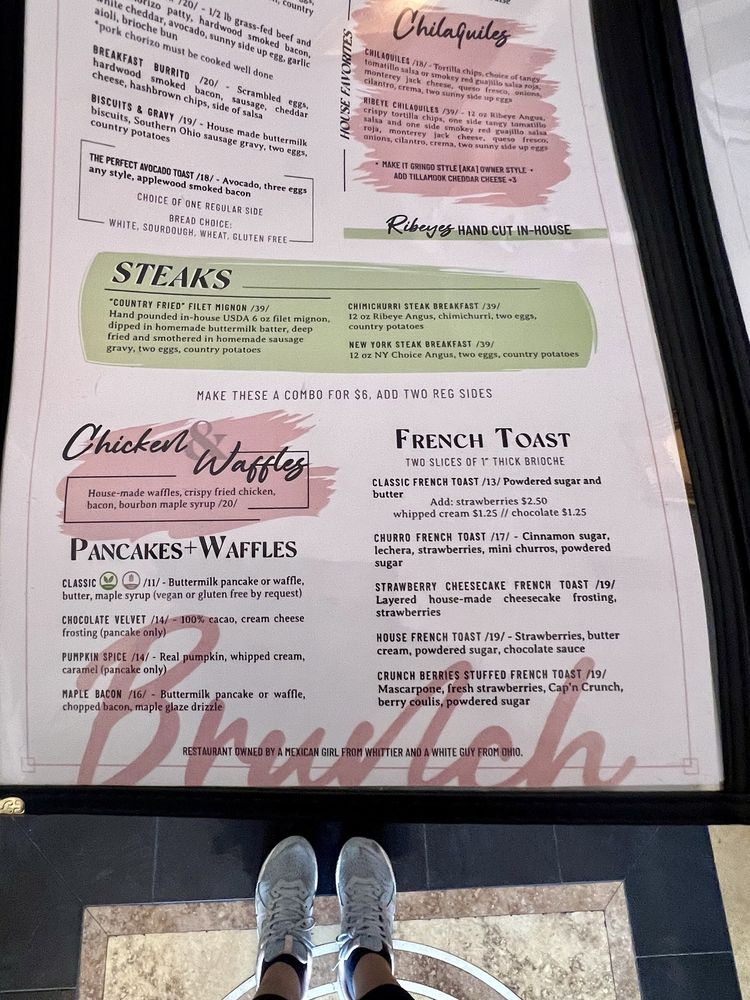 /20/ - 1/2 lb grass-fed beef and
chorizo patty, hardwood smoked bacon,
white cheddar, avocado, sunny side up egg, garlic
aioli, brioche bun
*pork chorizo must be cooked well done
BREAKFAST BURRITO /20/ - Scrambled eggs,
hardwood smoked bacon, sausage, cheddar
cheese, hashbrown chips, side of salsa
BISCUITS & GRAVY /19/ - House made buttermilk
biscuits, Southern Ohio sausage gravy, two eggs,
country potatoes
THE PERFECT AVOCADO TOAST /18/ - Avocado, three eggs
any style, applewood smoked bacon
CHOICE OF ONE REGULAR SIDE
BREAD CHOICE:
WHITE, SOURDOUGH, WHEAT, GLUTEN FREE
HOUSE FAVORITES
Chilaquiles
CHILAQUILES /18/ - Tortilla chips, choice of tangy
tomatillo salsa or smokey red guajillo salsa roja,
monterey jack cheese, queso fresco, onions,
cilantro, crema, two sunny side up eggs
RIBEYE CHILAQUILES /39/ - 12 oz Ribeye Angus,
crispy tortilla chips, one side tangy tomatillo
salsa and one side smokey red guajillo salsa
roja, monterey jack cheese, queso fresco,
onions, cilantro, crema, two sunny side up eggs
• MAKE IT GRINGO STYLE [AKA] OWNER STYLE •
ADD TILLAMOOK CHEDDAR CHEESE +3
Ribeyes HAND CUT IN-HOUSE
STEAKS
"COUNTRY FRIED" FILET MIGNON /39/
Hand pounded in-house USDA 6 oz filet mignon,
dipped in homemade buttermilk batter, deep
fried and smothered in homemade sausage
gravy, two eggs, country potatoes
CHIMICHURRI STEAK BREAKFAST /39/
12 oz Ribeye Angus, chimichurri, two eggs,
country potatoes
NEW YORK STEAK BREAKFAST /39/
12 oz NY Choice Angus, two eggs, country potatoes
MAKE THESE A COMBO FOR $6, ADD TWO REG SIDES
Chicken & Waffles
House-made waffles, crispy fried chicken,
bacon, bourbon maple syrup /20/
PANCAKES+WAFFLES
CLASSIC /11/ - Buttermilk pancake or waffle,
butter, maple syrup (vegan or gluten free by request)
CHOCOLATE VELVET /14/ - 100% cacao, cream cheese
frosting (pancake only)
PUMPKIN SPICE /14/ - Real pumpkin, whipped cream,
caramel (pancake only)
MAPLE BACON /16/ - Buttermilk pancake or waffle,
chopped bacon, maple glaze drizzle
FRENCH TOAST
TWO SLICES OF 1" THICK BRIOCHE
CLASSIC FRENCH TOAST /13/ Powdered sugar and
butter
Add: strawberries $2.50
whipped cream $1.25 // chocolate $1.25
CHURRO FRENCH TOAST /17/ - Cinnamon sugar,
lechera, strawberries, mini churros, powdered
sugar
STRAWBERRY CHEESECAKE FRENCH TOAST /19/
Layered house-made cheesecake frosting,
strawberries
HOUSE FRENCH TOAST /19/ - Strawberries, butter
cream, powdered sugar, chocolate sauce
CRUNCH BERRIES STUFFED FRENCH TOAST /19/
Mascarpone, fresh strawberries, Cap'n Crunch,
berry coulis, powdered sugar
Brunch
RESTAURANT OWNED BY A MEXICAN GIRL FROM WHITTIER AND A WHITE GUY FROM OHIO.